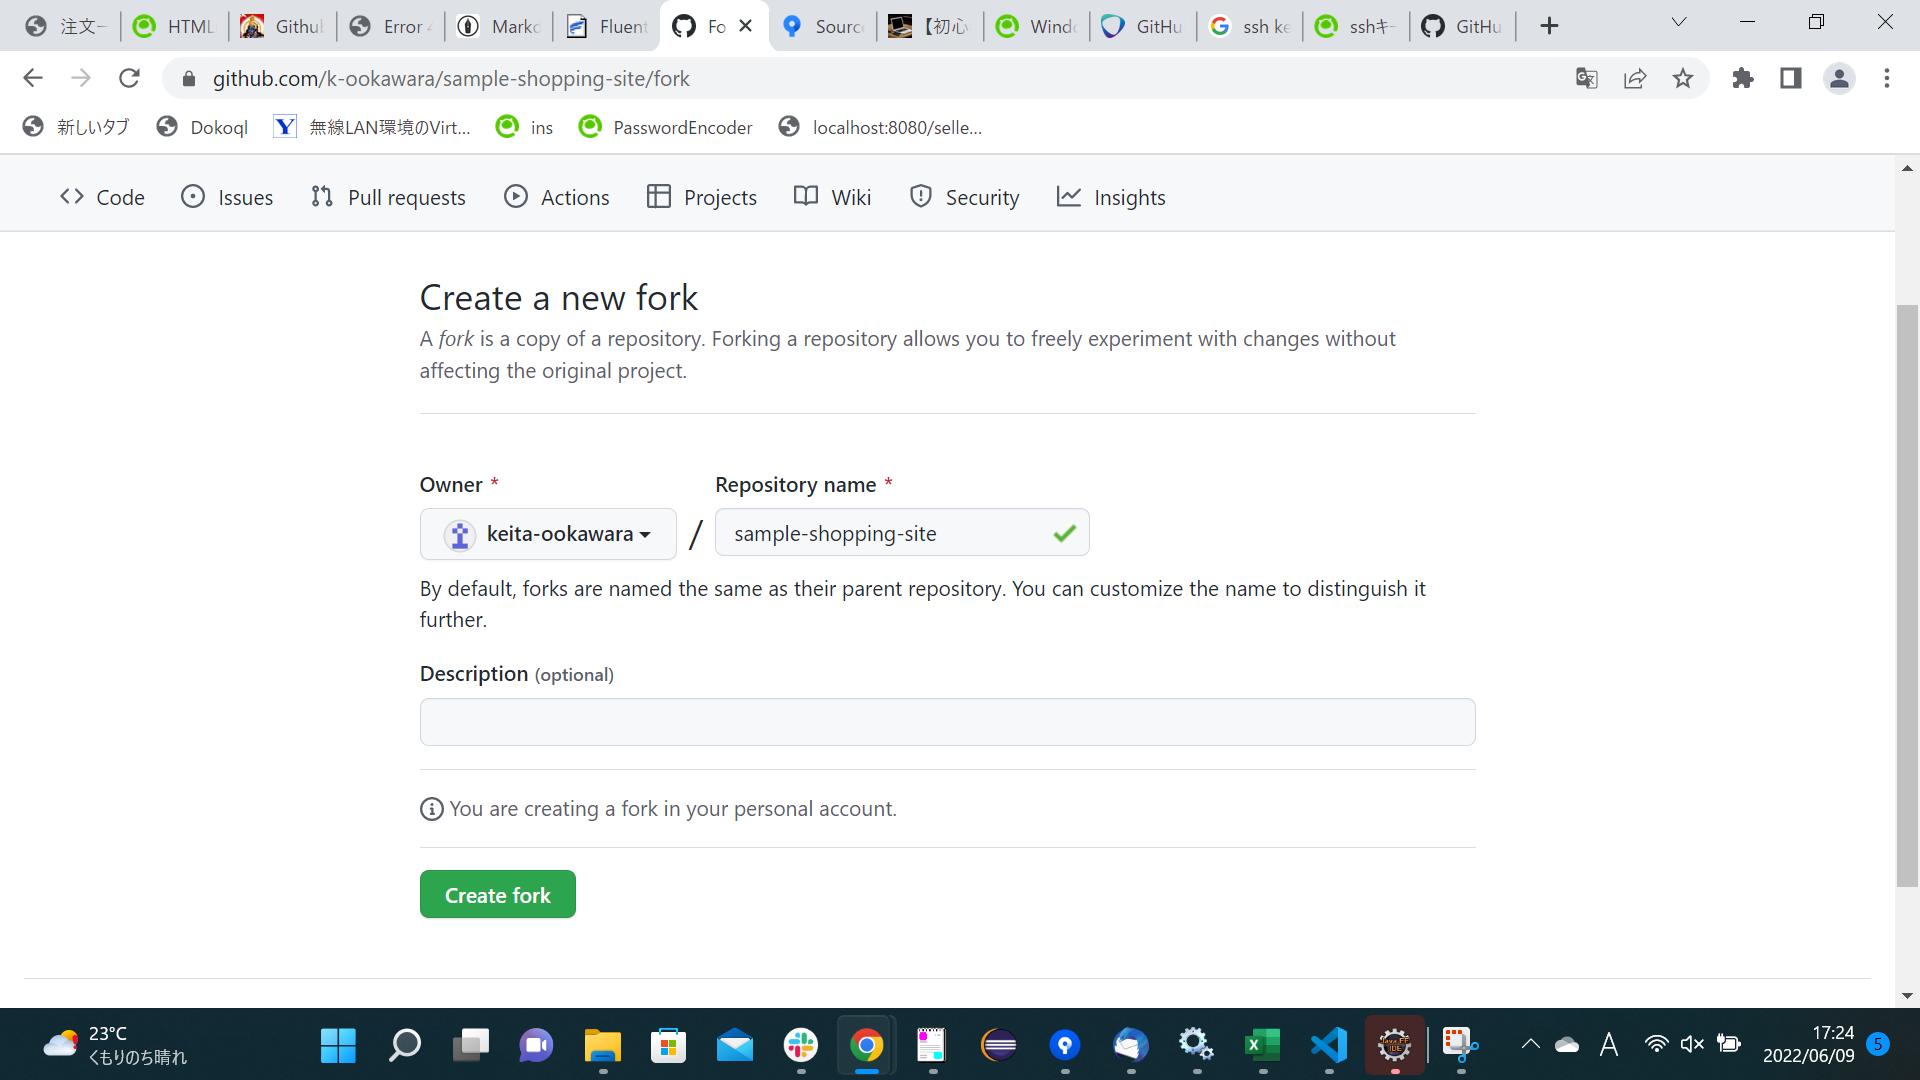 注文一
HTML
Github
Error 4
Markd
Fluent
Fo
Sourc
【初心
Windo
GitHu
ssh ke
sshキー
GitHu
github.com/k-ookawara/sample-shopping-site/fork
新しいタブ
Dokoql
無線LAN環境のVirt...
ins
PasswordEncoder
localhost:8080/selle...
Code
Issues
Pull requests
Actions
Projects
Wiki
Security
Insights
Create a new fork
A fork is a copy of a repository. Forking a repository allows you to freely experiment with changes without
affecting the original project.
Owner *
Repository name *
keita-ookawara
/
sample-shopping-site
By default, forks are named the same as their parent repository. You can customize the name to distinguish it
further.
Description (optional)
You are creating a fork in your personal account.
Create fork
23°C
くもりのち晴れ
A
17:24
2022/06/09
5